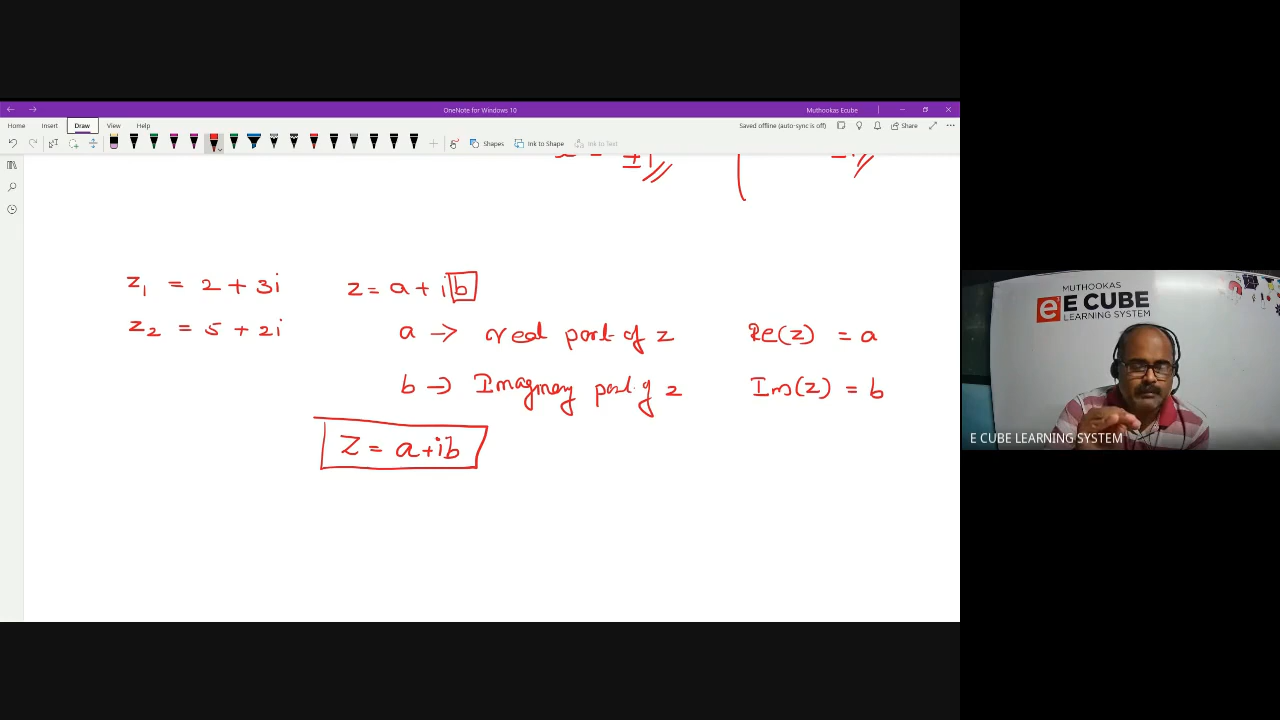 OneNote for Windows 10
Muthookas Ecube
Home Insert Draw View Help
Saved offline (auto-sync is off)
Share
Shapes
Ink to Shape
Ink to Text
±1
z₁ = 2 + 3i
z = a + ib
z₂ = 5 + 2i
a → real part of z
Re(z) = a
b → Imaginary part of z
Im(z) = b
Z = a+ib
MUTHOOKAS
e³ E CUBE
LEARNING SYSTEM
E CUBE LEARNING SYSTEM